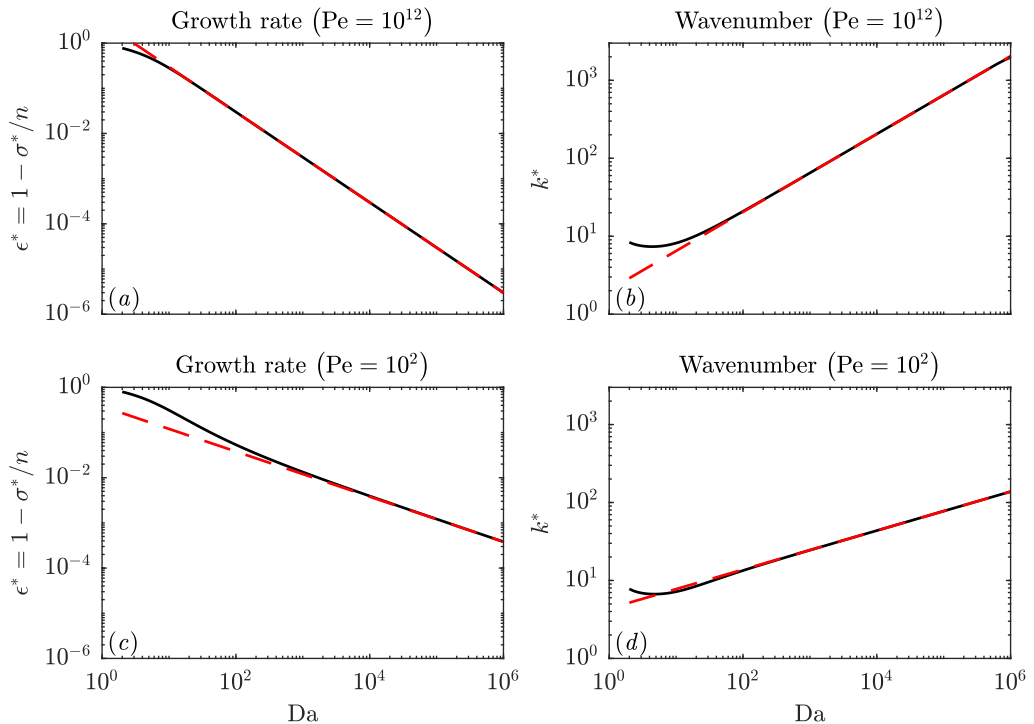 Growth rate (Pe = 10^12)
Wavenumber (Pe = 10^12)
10^0
10^-2
10^-4
10^-6
ϵ* = 1 − σ*/n
(a)
10^3
10^2
10^1
10^0
k*
(b)
Growth rate (Pe = 10^2)
Wavenumber (Pe = 10^2)
10^0
10^-2
10^-4
10^-6
ϵ* = 1 − σ*/n
(c)
10^0
10^2
10^4
10^6
Da
10^3
10^2
10^1
10^0
k*
(d)
10^0
10^2
10^4
10^6
Da